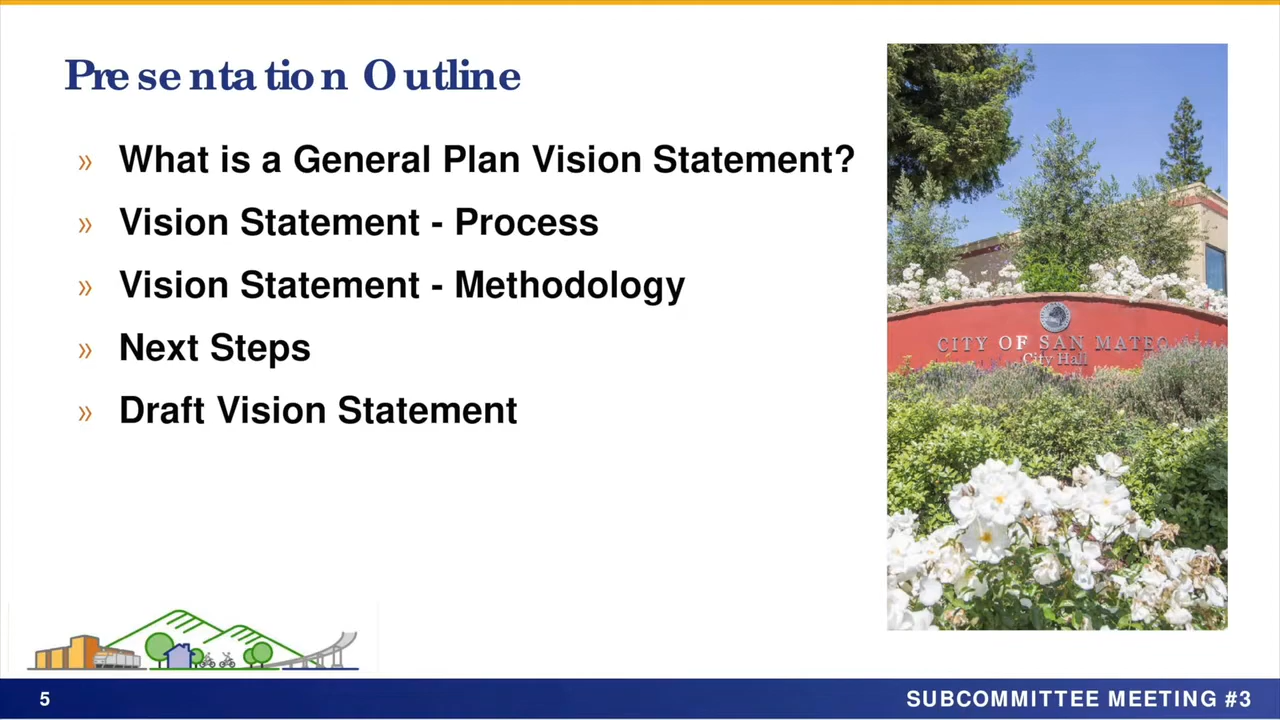 Presentation Outline
» What is a General Plan Vision Statement?
» Vision Statement - Process
» Vision Statement - Methodology
» Next Steps
» Draft Vision Statement
CITY OF SAN MATEO
City Hall
5
SUBCOMMITTEE MEETING #3